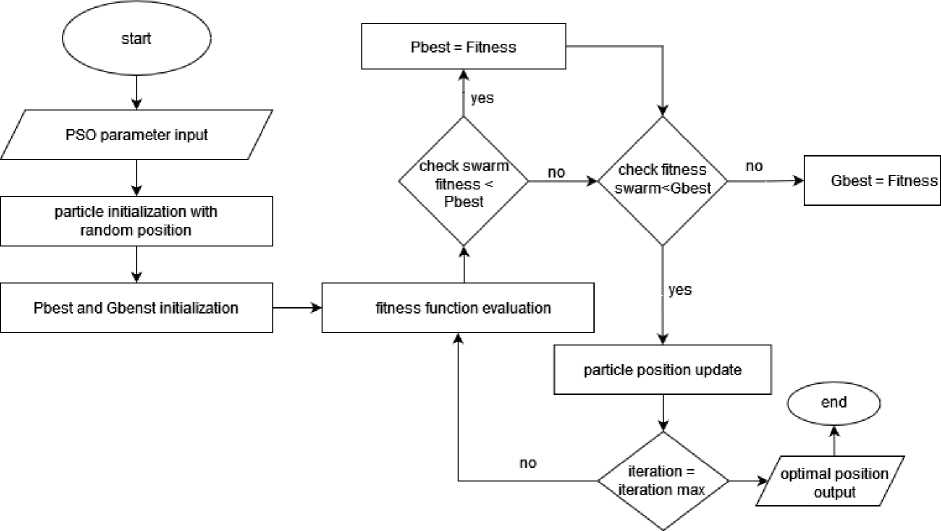 start
PSO parameter input
particle initialization with
random position
Pbest and Gbenst initialization
fitness function evaluation
check swarm
fitness <
Pbest
yes
Pbest = Fitness
no
check fitness
swarm<Gbest
no
Gbest = Fitness
yes
particle position update
iteration =
iteration max
no
optimal position
output
end